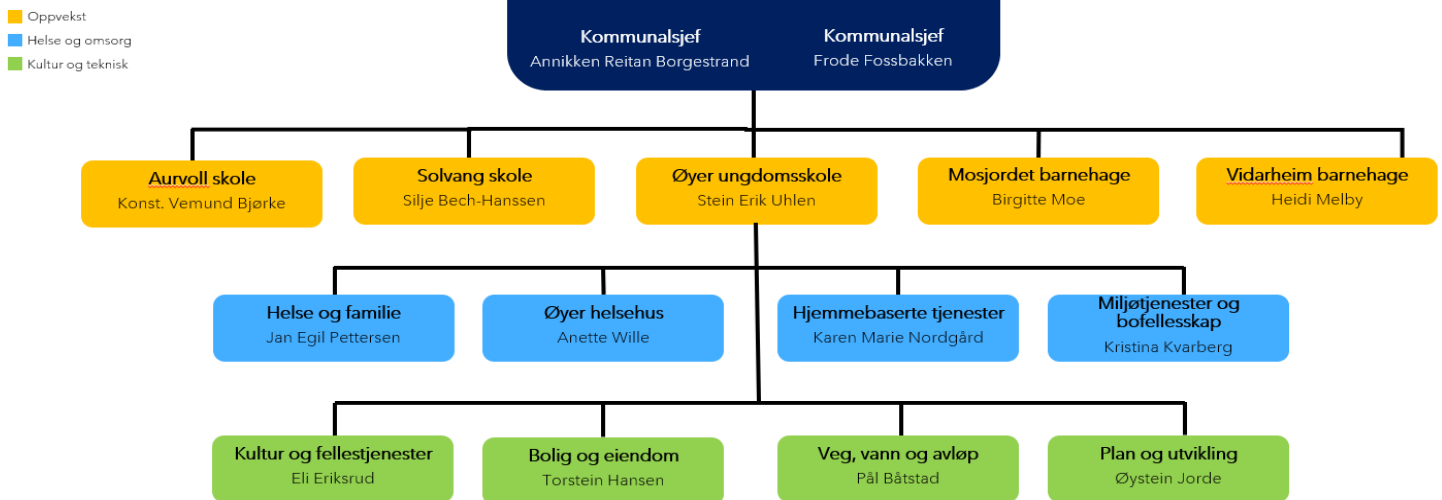 Oppvekst
Helse og omsorg
Kultur og teknisk
Kommunalsjef
Annikken Reitan Borgestrand
Kommunalsjef
Frode Fossbakken
Aurvoll skole
Konst. Vemund Bjørke
Solvang skole
Silje Bech-Hanssen
Øyer ungdomsskole
Stein Erik Uhlen
Mosjordet barnehage
Birgitte Moe
Vidarheim barnehage
Heidi Melby
Helse og familie
Jan Egil Pettersen
Øyer helsehus
Anette Wille
Hjemmebaserte tjenester
Karen Marie Nordgård
Miljøtjenester og
bofellesskap
Kristina Kvarberg
Kultur og fellestjenester
Eli Eriksrud
Bolig og eiendom
Torstein Hansen
Veg, vann og avløp
Pål Båtstad
Plan og utvikling
Øystein Jorde